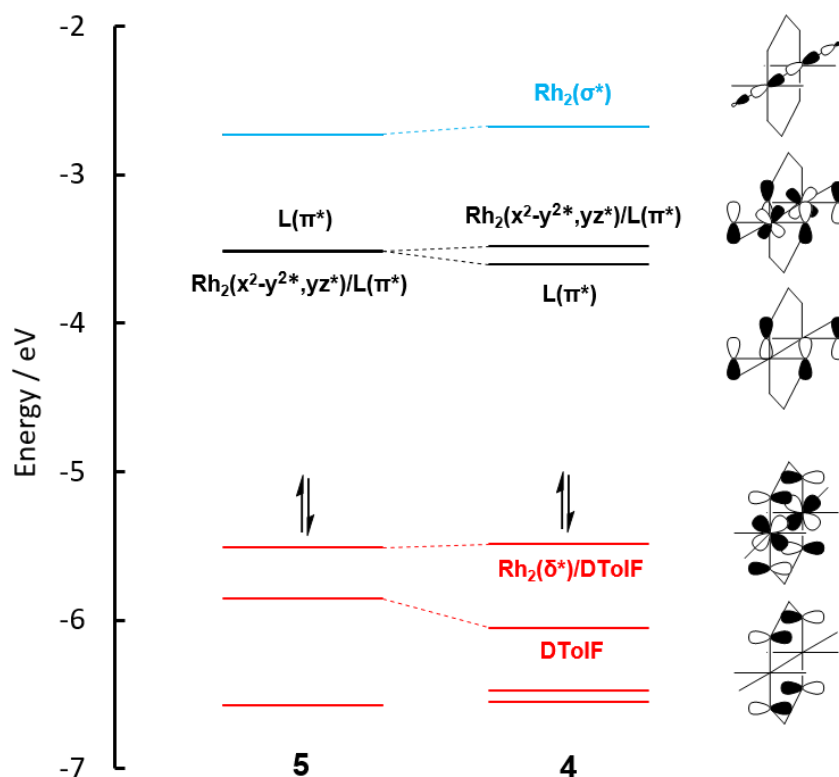 -2
Rh₂(σ*)
-3
L(π*)
Rh₂(x²-y²*,yz*)/L(π*)
Rh₂(x²-y²*,yz*)/L(π*)
L(π*)
-4
Energy / eV
-5
Rh₂(δ*)/DTolF
-6
DTolF
-7
5
4